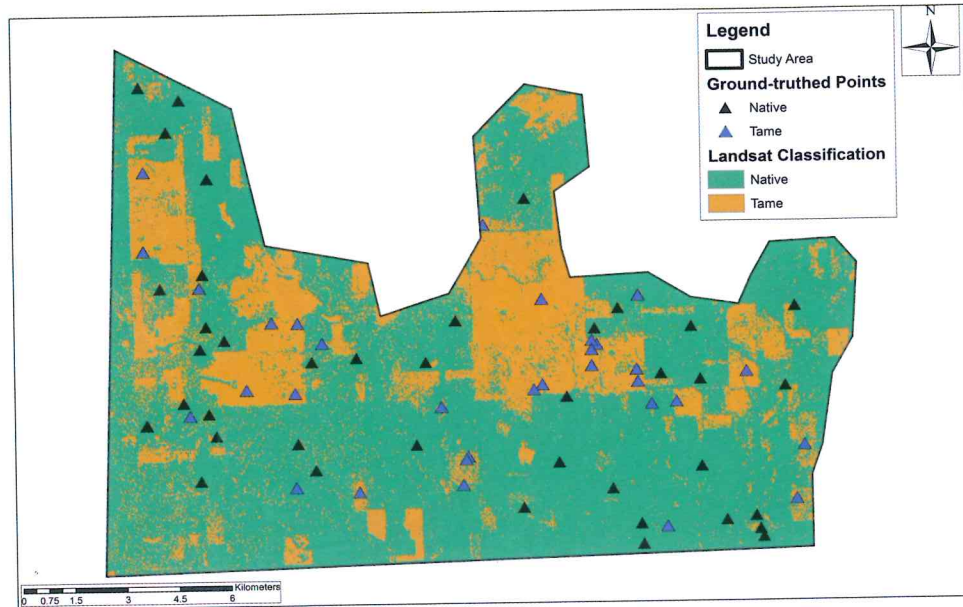 N
Legend
Study Area
Ground-truthed Points
Native
Tame
Landsat Classification
Native
Tame
Kilometers
0 0.75 1.5 3 4.5 6